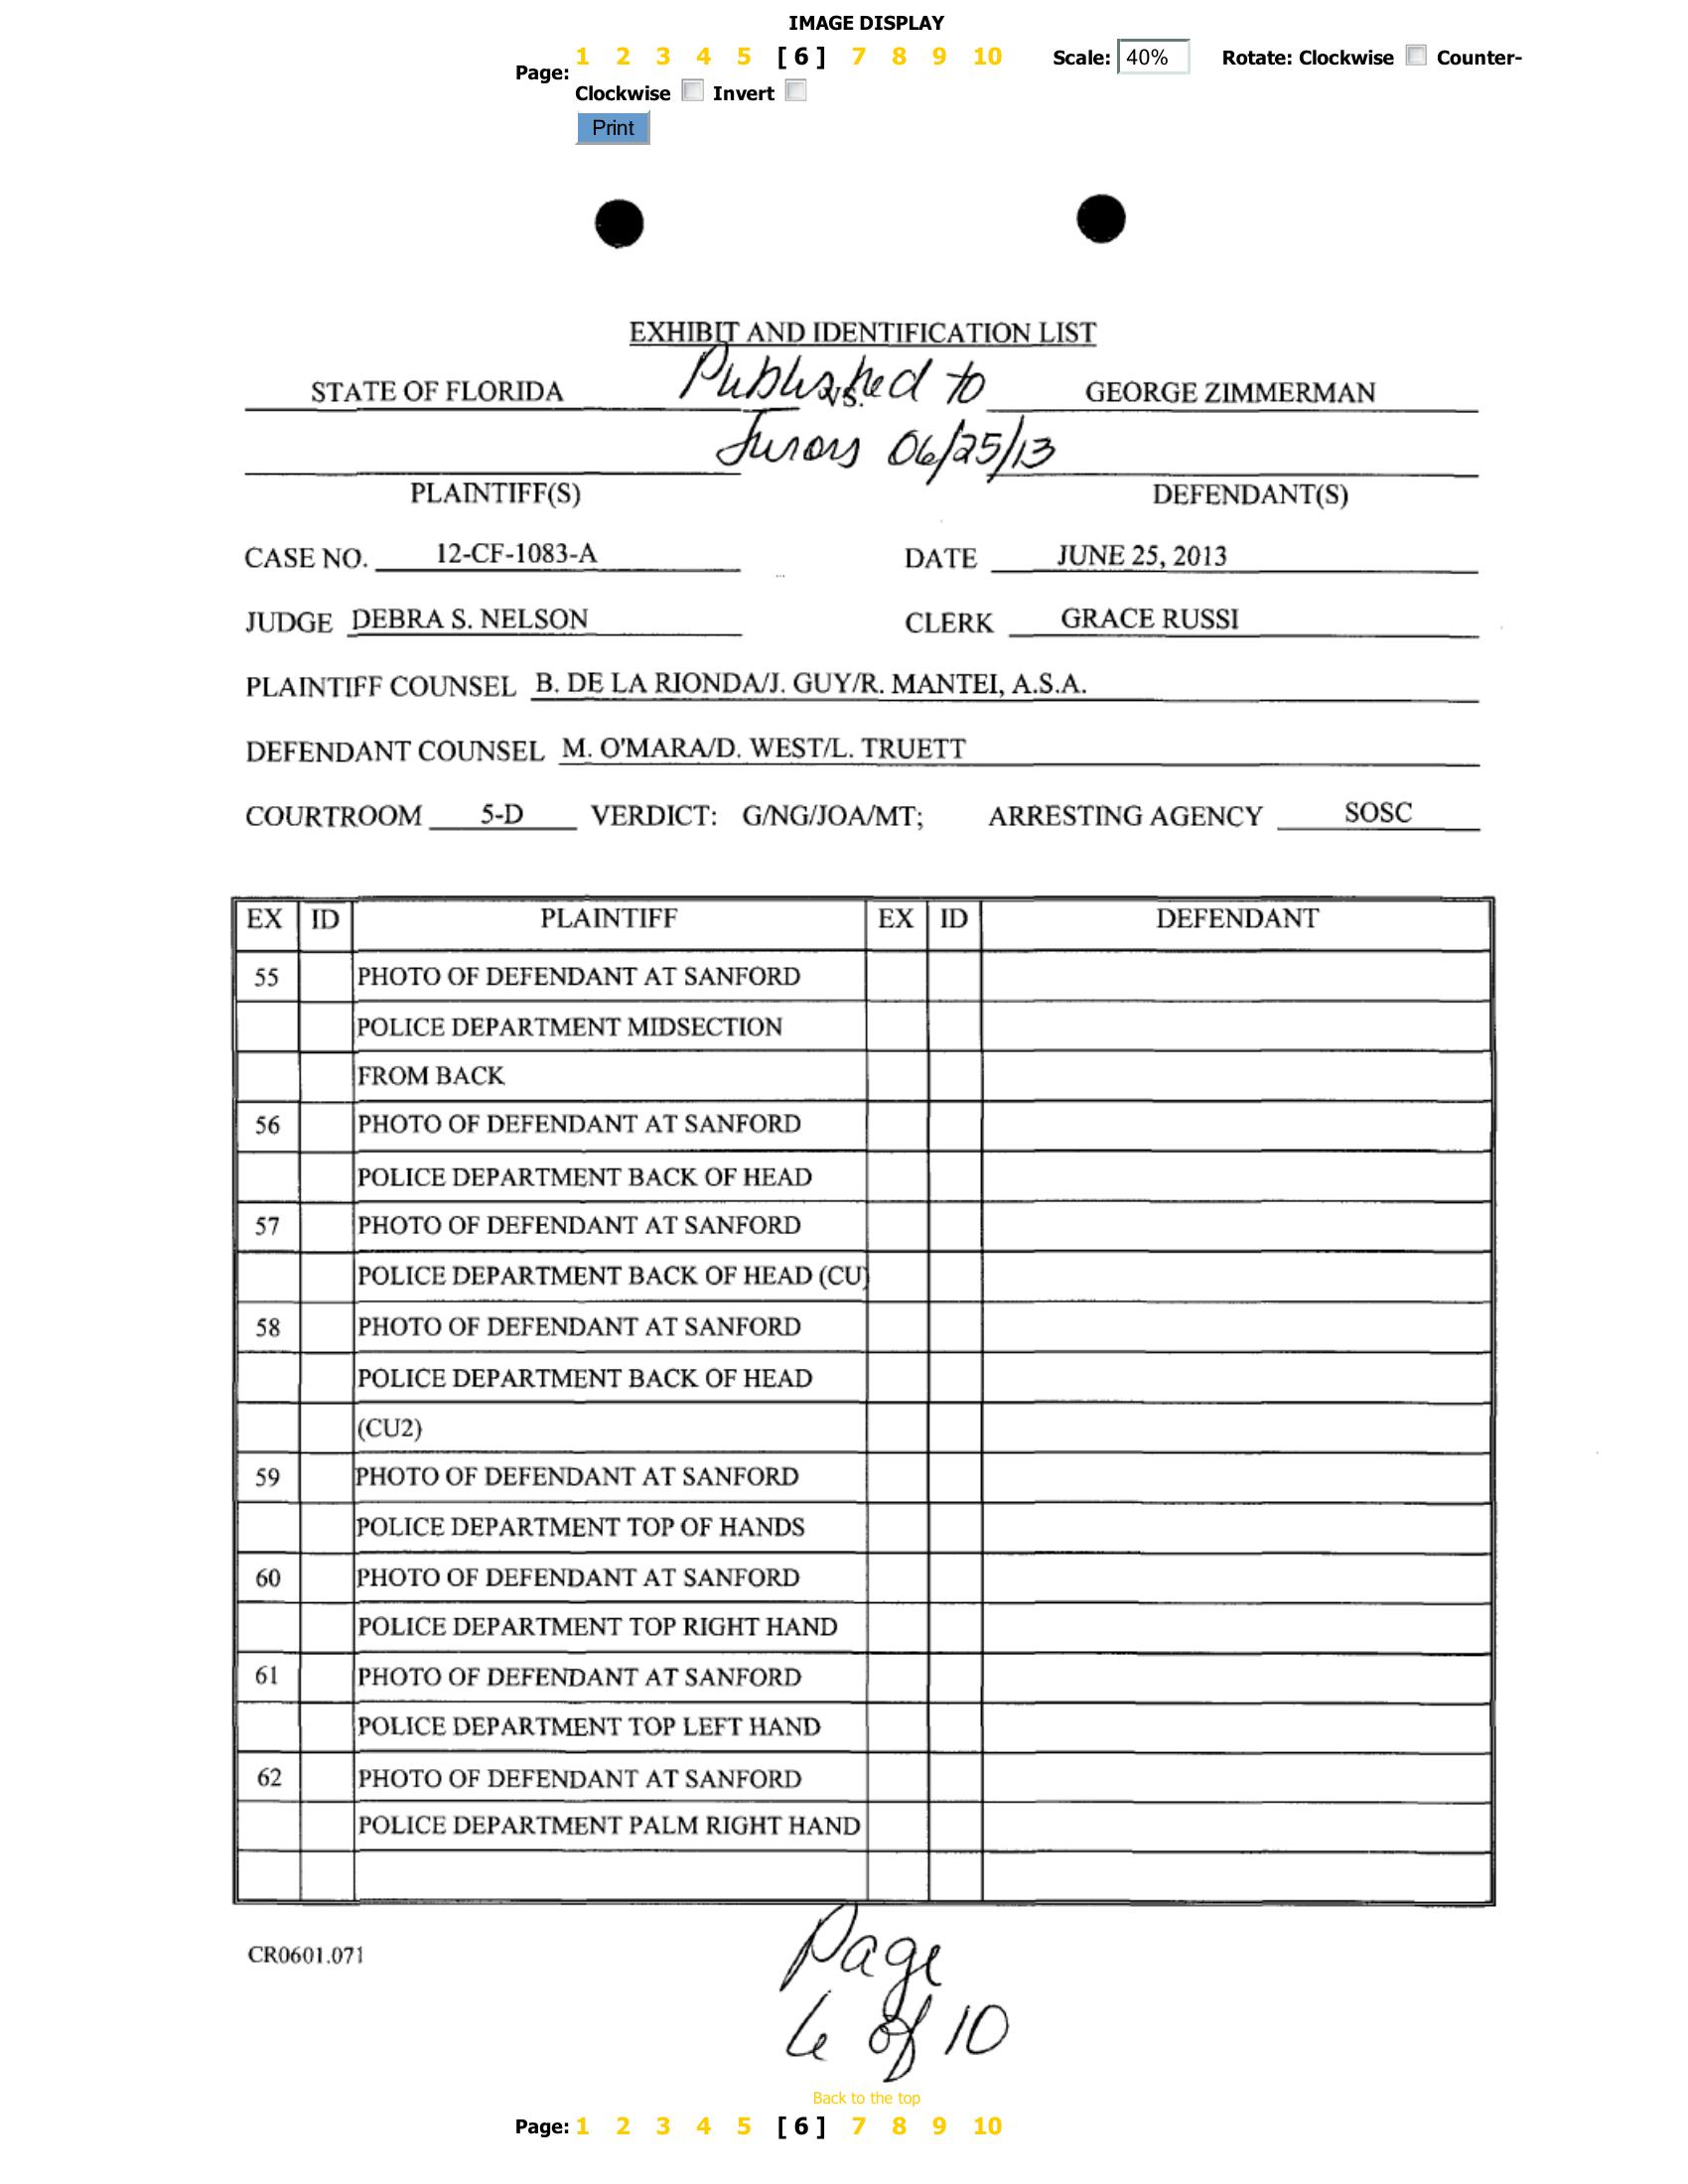 IMAGE DISPLAY
Page: 1 2 3 4 5 [ 6 ] 7 8 9 10 Scale: 40% Rotate: Clockwise Counter-
Clockwise Invert
Print
EXHIBIT AND IDENTIFICATION LIST
STATE OF FLORIDA VS. GEORGE ZIMMERMAN
Published to
Jurors 06/25/13
PLAINTIFF(S) DEFENDANT(S)
CASE NO. 12-CF-1083-A DATE JUNE 25, 2013
JUDGE DEBRA S. NELSON CLERK GRACE RUSSI
PLAINTIFF COUNSEL B. DE LA RIONDA/J. GUY/R. MANTEI, A.S.A.
DEFENDANT COUNSEL M. O'MARA/D. WEST/L. TRUETT
COURTROOM 5-D VERDICT: G/NG/JOA/MT; ARRESTING AGENCY SOSC
EX ID PLAINTIFF EX ID DEFENDANT
55 PHOTO OF DEFENDANT AT SANFORD
POLICE DEPARTMENT MIDSECTION
FROM BACK
56 PHOTO OF DEFENDANT AT SANFORD
POLICE DEPARTMENT BACK OF HEAD
57 PHOTO OF DEFENDANT AT SANFORD
POLICE DEPARTMENT BACK OF HEAD (CU)
58 PHOTO OF DEFENDANT AT SANFORD
POLICE DEPARTMENT BACK OF HEAD
(CU2)
59 PHOTO OF DEFENDANT AT SANFORD
POLICE DEPARTMENT TOP OF HANDS
60 PHOTO OF DEFENDANT AT SANFORD
POLICE DEPARTMENT TOP RIGHT HAND
61 PHOTO OF DEFENDANT AT SANFORD
POLICE DEPARTMENT TOP LEFT HAND
62 PHOTO OF DEFENDANT AT SANFORD
POLICE DEPARTMENT PALM RIGHT HAND
CR0601.071
Page
6 of 10
Back to the top
Page: 1 2 3 4 5 [ 6 ] 7 8 9 10